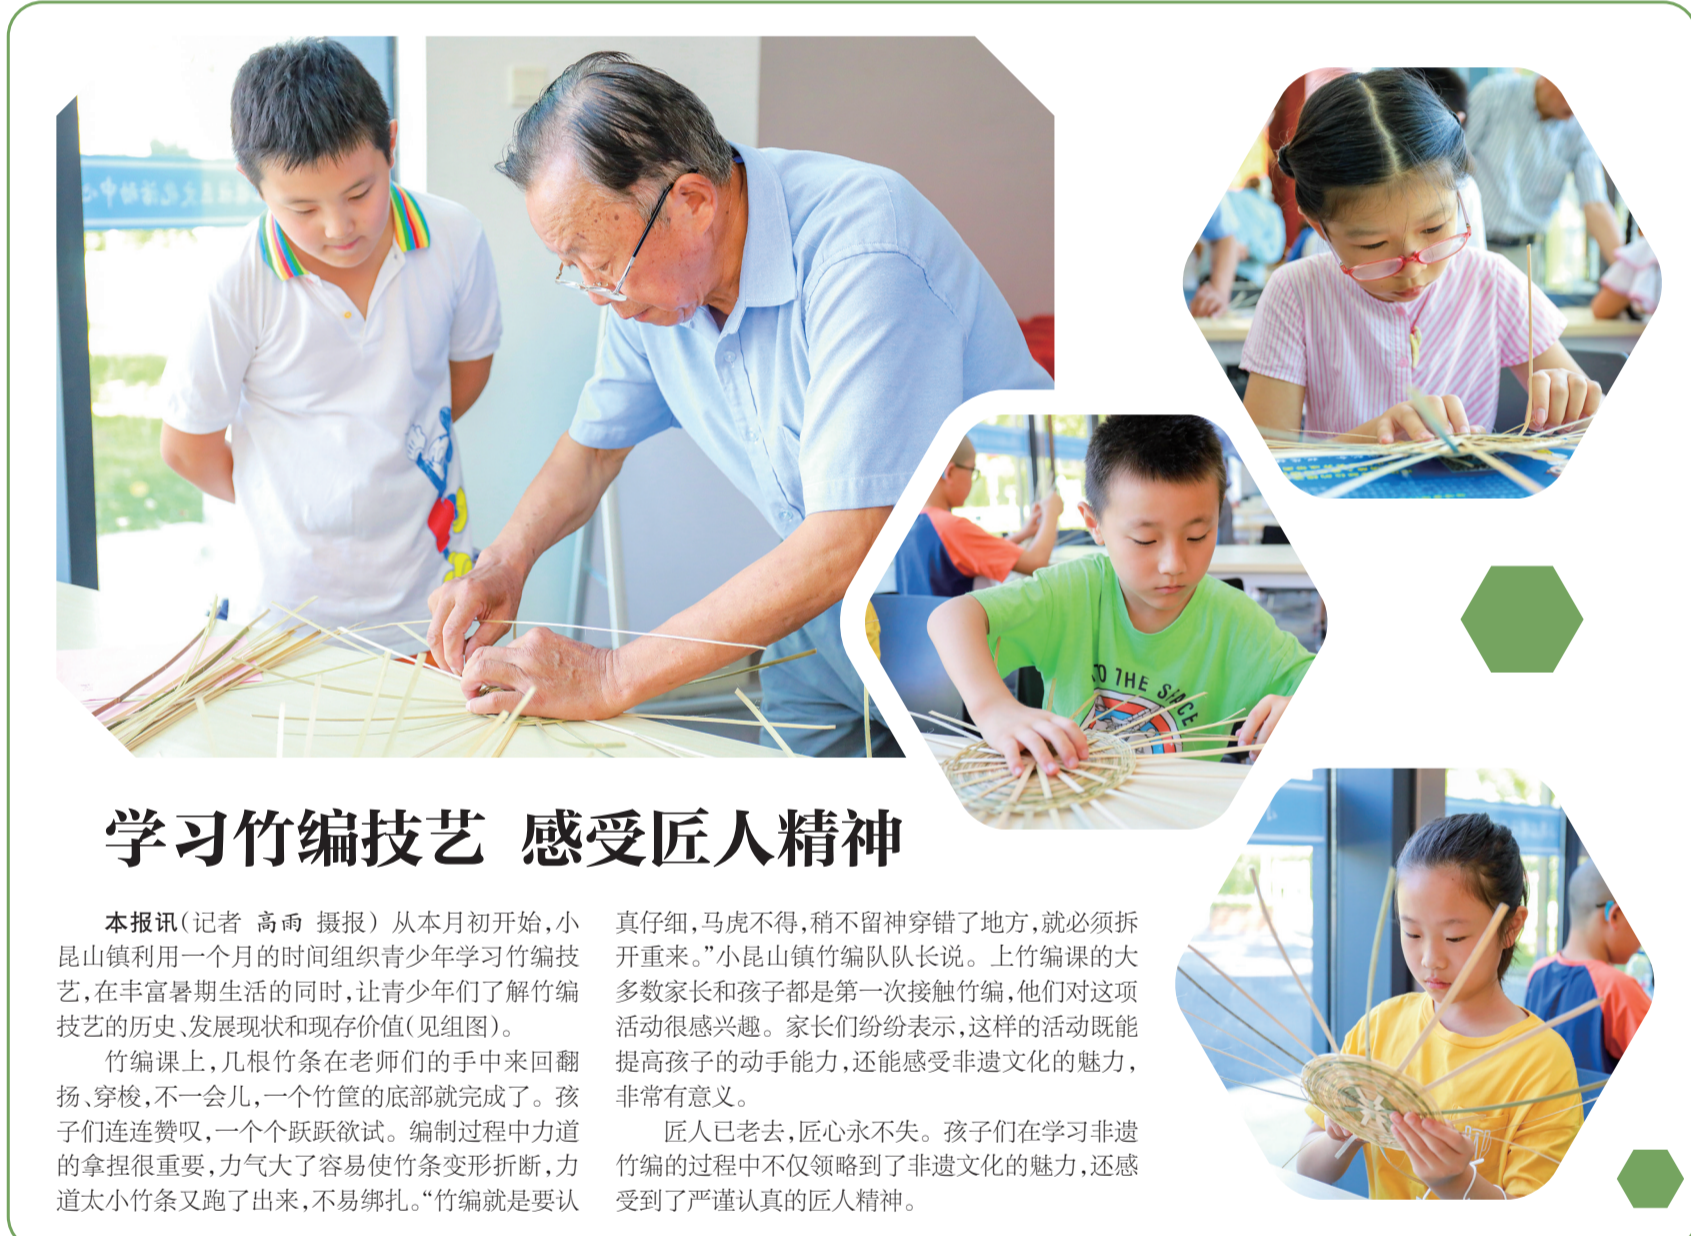 学习竹编技艺 感受匠人精神
本报讯(记者 高雨 摄报) 从本月初开始,小
昆山镇利用一个月的时间组织青少年学习竹编技
艺,在丰富暑期生活的同时,让青少年们了解竹编
技艺的历史、发展现状和现存价值(见组图)。
竹编课上,几根竹条在老师们的手中来回翻
扬、穿梭,不一会儿,一个竹筐的底部就完成了。孩
子们连连赞叹,一个个跃跃欲试。编制过程中力道
的拿捏很重要,力气大了容易使竹条变形折断,力
道太小竹条又跑了出来,不易绑扎。“竹编就是要认
真仔细,马虎不得,稍不留神穿错了地方,就必须拆
开重来。”小昆山镇竹编队队长说。上竹编课的大
多数家长和孩子都是第一次接触竹编,他们对这项
活动很感兴趣。家长们纷纷表示,这样的活动既能
提高孩子的动手能力,还能感受非遗文化的魅力,
非常有意义。
匠人已老去,匠心永不失。孩子们在学习非遗
竹编的过程中不仅领略到了非遗文化的魅力,还感
受到了严谨认真的匠人精神。
TO THE SPACE